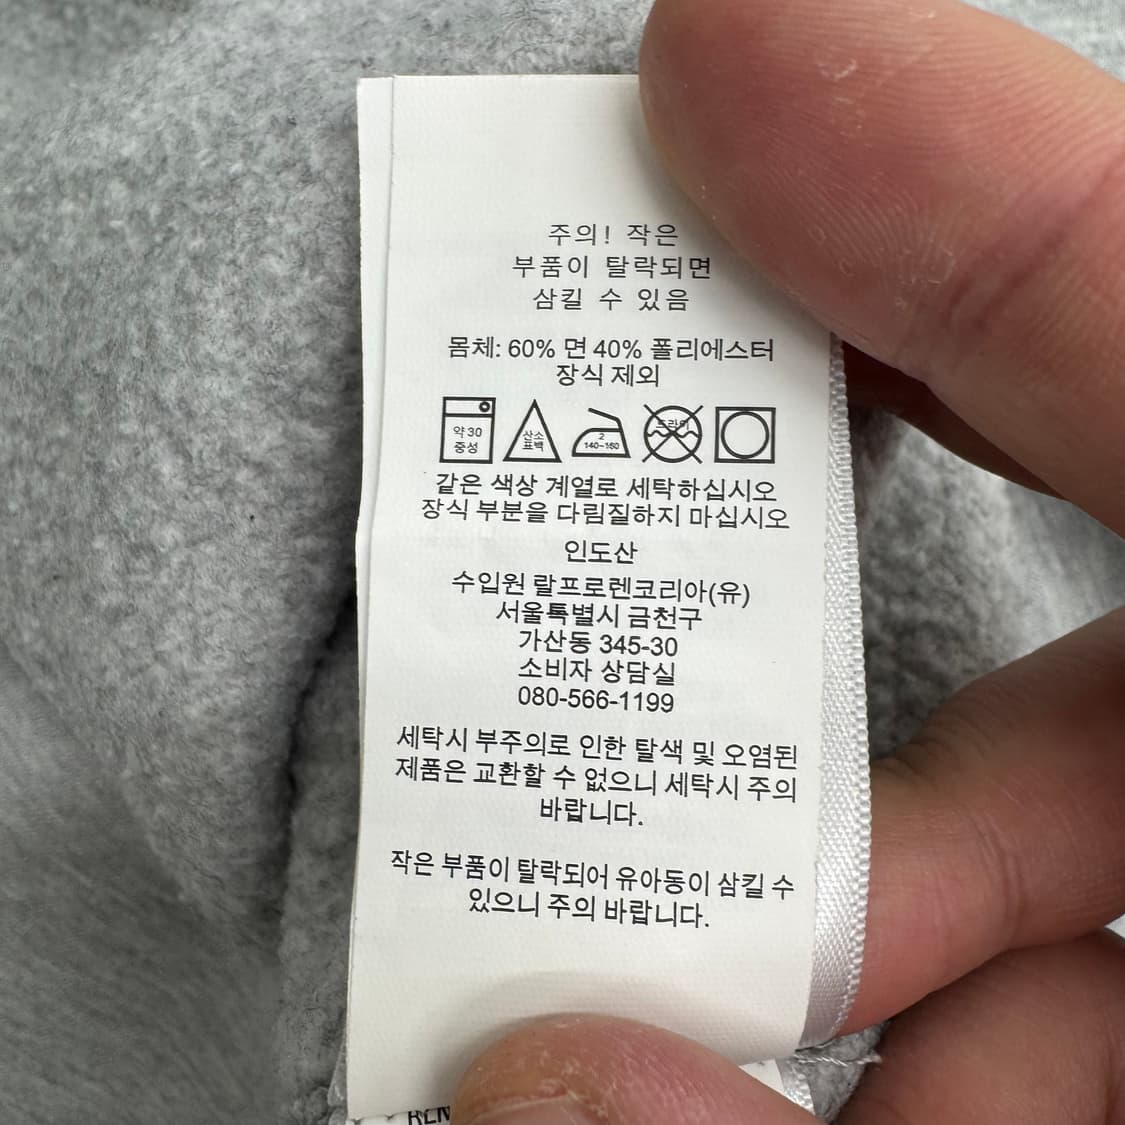 주의! 작은
부품이 탈락되면
삼킬 수 있음
몸체: 60% 면 40% 폴리에스터
장식 제외
약 30
중성
산소
표백
2
140~160
드라이
같은 색상 계열로 세탁하십시오
장식 부분을 다림질하지 마십시오
인도산
수입원 랄프로렌코리아(유)
서울특별시 금천구
가산동 345-30
소비자 상담실
080-566-1199
세탁시 부주의로 인한 탈색 및 오염된
제품은 교환할 수 없으니 세탁시 주의
바랍니다.
작은 부품이 탈락되어 유아동이 삼킬 수
있으니 주의 바랍니다.